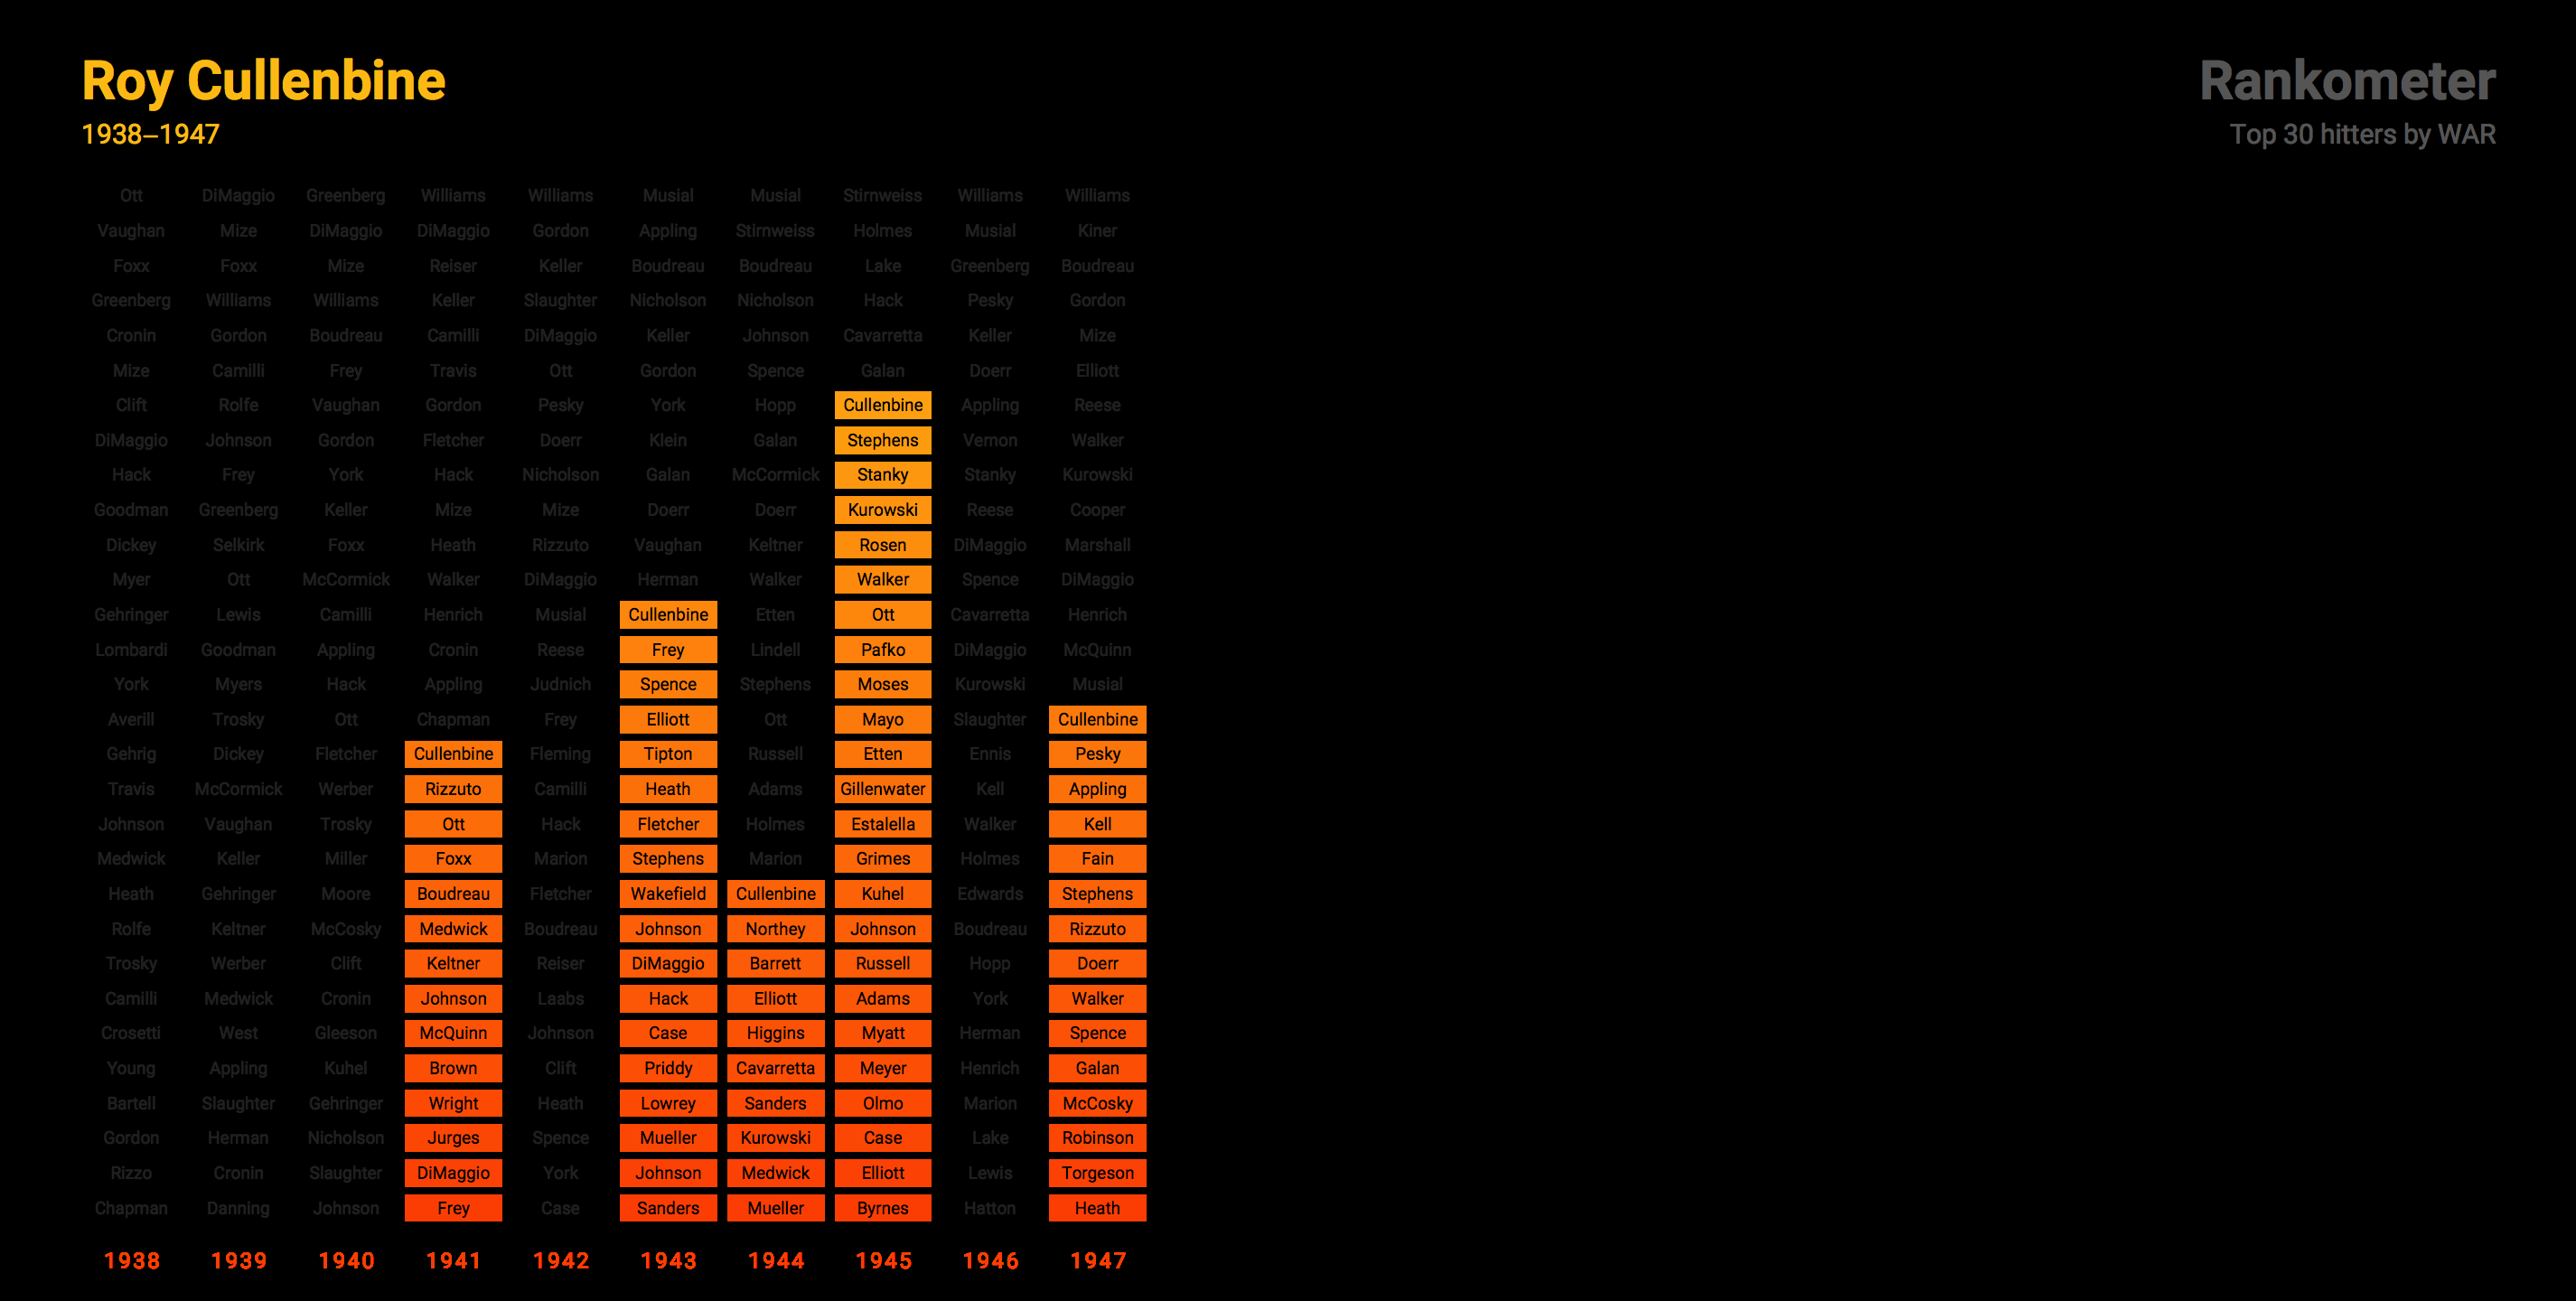 Roy Cullenbine
1938–1947
Rankometer
Top 30 hitters by WAR
Ott DiMaggio Greenberg Williams Williams Musial Musial Stirnweiss Williams Williams
Vaughan Mize DiMaggio DiMaggio Gordon Appling Stirnweiss Holmes Musial Kiner
Foxx Foxx Mize Reiser Keller Boudreau Boudreau Lake Greenberg Boudreau
Greenberg Williams Williams Keller Slaughter Nicholson Nicholson Hack Pesky Gordon
Cronin Gordon Boudreau Camilli DiMaggio Keller Johnson Cavarretta Keller Mize
Mize Camilli Frey Travis Ott Gordon Spence Galan Doerr Elliott
Clift Rolfe Vaughan Gordon Pesky York Hopp Cullenbine Appling Reese
DiMaggio Johnson Gordon Fletcher Doerr Klein Galan Stephens Vernon Walker
Hack Frey York Hack Nicholson Galan McCormick Stanky Stanky Kurowski
Goodman Greenberg Keller Mize Mize Doerr Doerr Kurowski Reese Cooper
Dickey Selkirk Foxx Heath Rizzuto Vaughan Keltner Rosen DiMaggio Marshall
Myer Ott McCormick Walker DiMaggio Herman Walker Walker Spence DiMaggio
Gehringer Lewis Camilli Henrich Musial Cullenbine Etten Ott Cavarretta Henrich
Lombardi Goodman Appling Cronin Reese Frey Lindell Pafko DiMaggio McQuinn
York Myers Hack Appling Judnich Spence Stephens Moses Kurowski Musial
Averill Trosky Ott Chapman Frey Elliott Ott Mayo Slaughter Cullenbine
Gehrig Dickey Fletcher Cullenbine Fleming Tipton Russell Etten Ennis Pesky
Travis McCormick Werber Rizzuto Camilli Heath Adams Gillenwater Kell Appling
Johnson Vaughan Trosky Ott Hack Fletcher Holmes Estalella Walker Kell
Medwick Keller Miller Foxx Marion Stephens Marion Grimes Holmes Fain
Heath Gehringer Moore Boudreau Fletcher Wakefield Cullenbine Kuhel Edwards Stephens
Rolfe Keltner McCosky Medwick Boudreau Johnson Northey Johnson Boudreau Rizzuto
Trosky Werber Clift Keltner Reiser DiMaggio Barrett Russell Hopp Doerr
Camilli Medwick Cronin Johnson Laabs Hack Elliott Adams York Walker
Crosetti West Gleeson McQuinn Johnson Case Higgins Myatt Herman Spence
Young Appling Kuhel Brown Clift Priddy Cavarretta Meyer Henrich Galan
Bartell Slaughter Gehringer Wright Heath Lowrey Sanders Olmo Marion McCosky
Gordon Herman Nicholson Jurges Spence Mueller Kurowski Case Lake Robinson
Rizzo Cronin Slaughter DiMaggio York Johnson Medwick Elliott Lewis Torgeson
Chapman Danning Johnson Frey Case Sanders Mueller Byrnes Hatton Heath
1938 1939 1940 1941 1942 1943 1944 1945 1946 1947